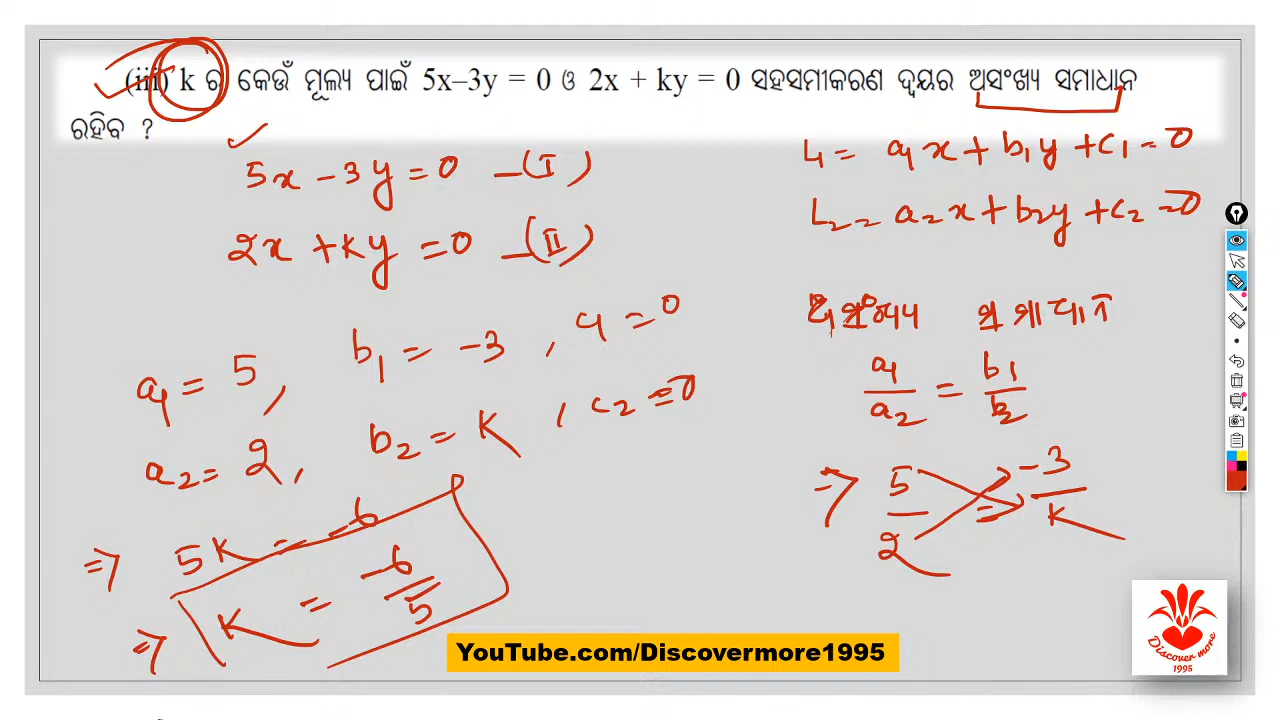 (iii) k ର କେଉଁ ମୂଲ୍ୟ ପାଇଁ 5x–3y = 0 ଓ 2x + ky = 0 ସହସମୀକରଣ ଦ୍ୱୟର ଅସଂଖ୍ୟ ସମାଧାନ
ରହିବ ?
5x - 3y = 0 —(I)
2x + Ky = 0 —(II)
a₁ = 5, b₁ = -3, c₁ = 0
a₂ = 2, b₂ = K, c₂ = 0
⇒ 5K = -6
⇒ K = -6/5
L₁ = a₁x + b₁y + c₁ = 0
L₂ = a₂x + b₂y + c₂ = 0
a₁/a₂ = b₁/b₂
⇒ 5/2 = -3/K
YouTube.com/Discovermore1995
Discover more
1995